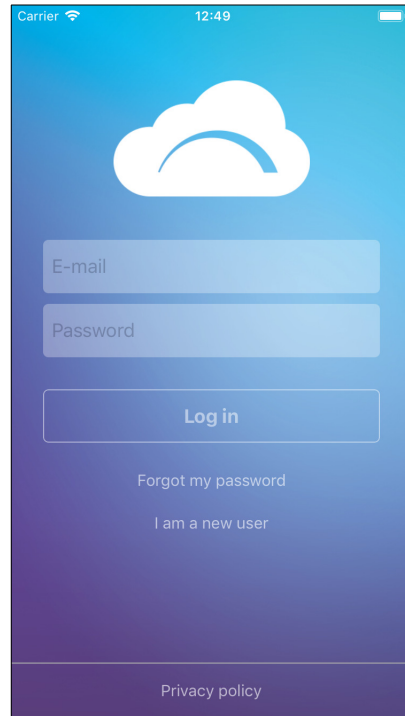 Carrier 12:49
E-mail
Password
Log in
Forgot my password
I am a new user
Privacy policy